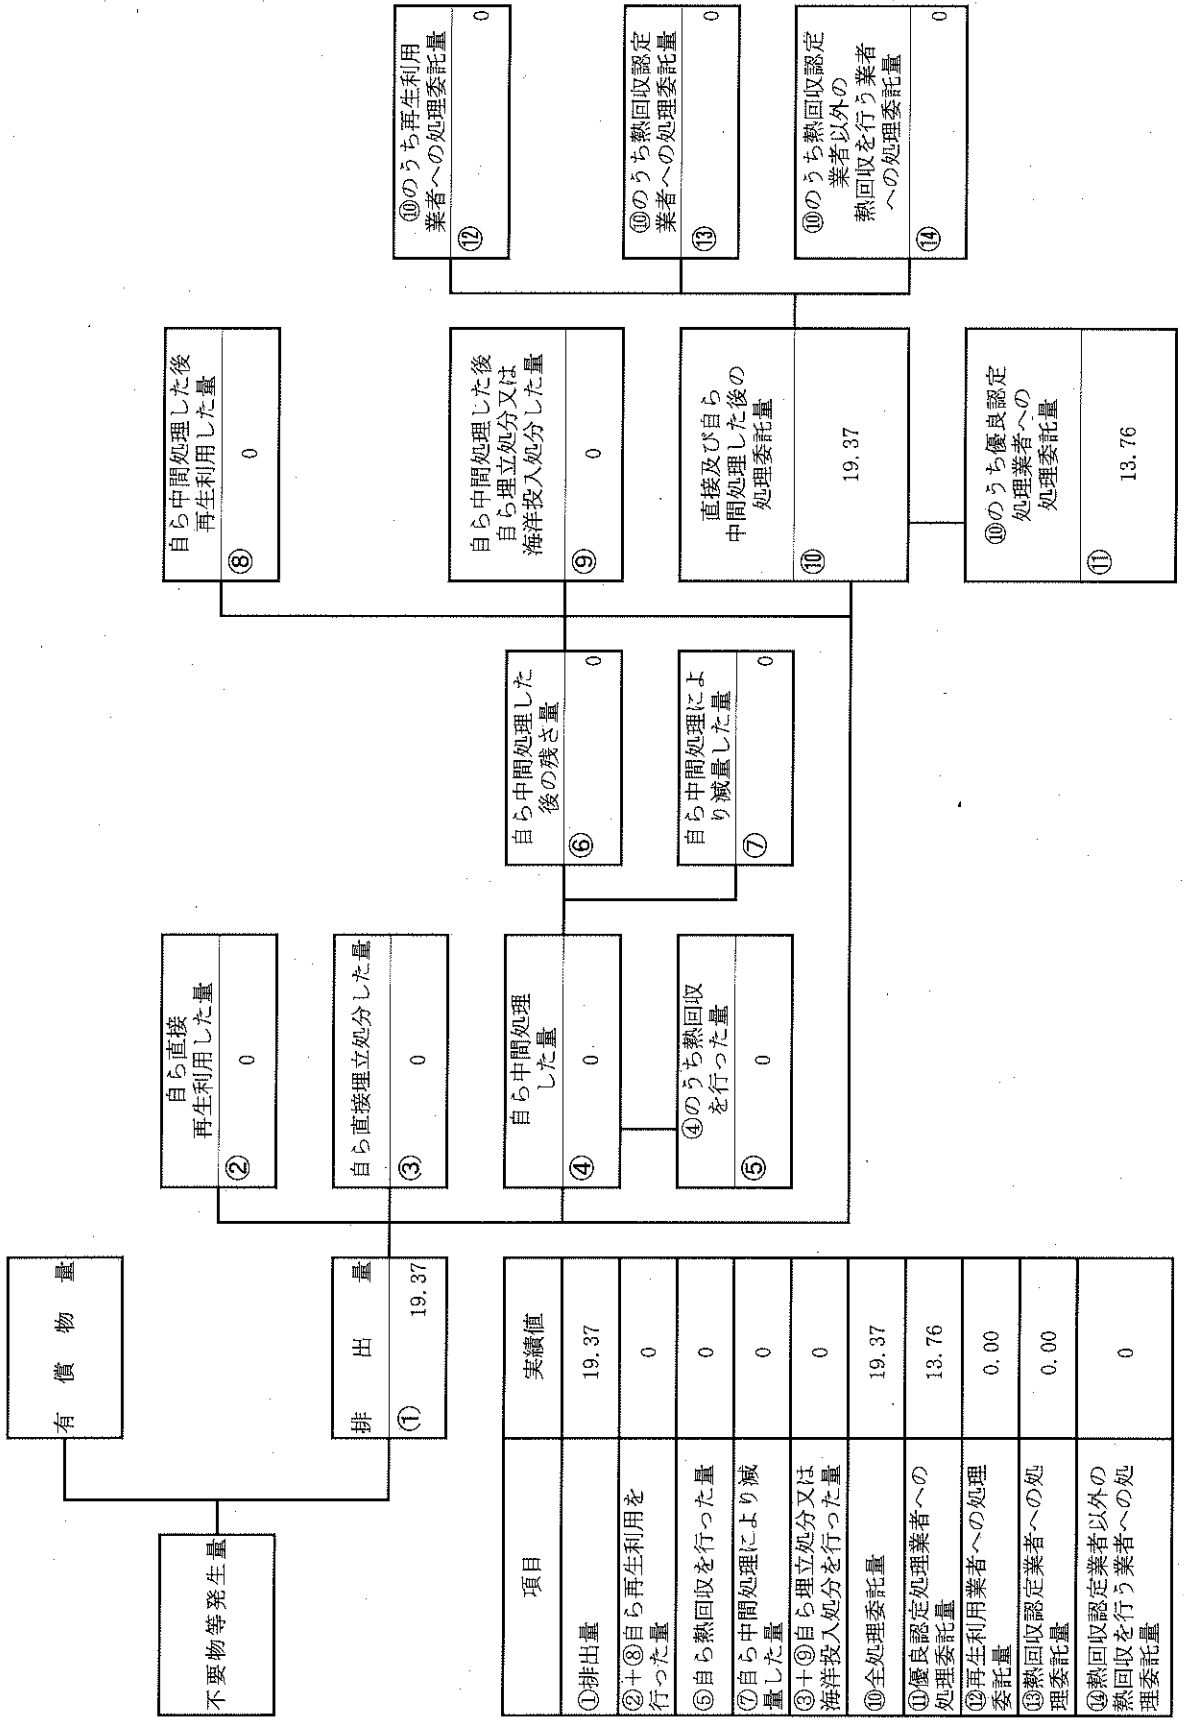 不要物等発生量
有 償 物 量
排 出 量
① 19.37
自ら直接
再生利用した量
② 0
自ら直接埋立処分した量
③ 0
自ら中間処理
した量
④ 0
④のうち熱回収
を行った量
⑤ 0
自ら中間処理した
後の残さ量
⑥ 0
自ら中間処理によ
り減量した量
⑦ 0
自ら中間処理した後
再生利用した量
⑧ 0
自ら中間処理した後
自ら埋立処分又は
海洋投入処分した量
⑨ 0
直接及び自ら
中間処理した後の
処理委託量
⑩ 19.37
⑩のうち優良認定
処理業者への
処理委託量
⑪ 13.76
⑩のうち再生利用
業者への処理委託量
⑫ 0
⑩のうち熱回収認定
業者への処理委託量
⑬ 0
⑩のうち熱回収認定
業者以外の
熱回収を行う業者
への処理委託量
⑭ 0
項目 実績値
①排出量 19.37
②+⑧自ら再生利用を
行った量 0
⑤自ら熱回収を行った量 0
⑦自ら中間処理により減
量した量 0
③+⑨自ら埋立処分又は
海洋投入処分を行った量 0
⑩全処理委託量 19.37
⑪優良認定処理業者への
処理委託量 13.76
⑫再生利用業者への処理
委託量 0.00
⑬熱回収認定業者への処
理委託量 0.00
⑭熱回収認定業者以外の
熱回収を行う業者への処
理委託量 0